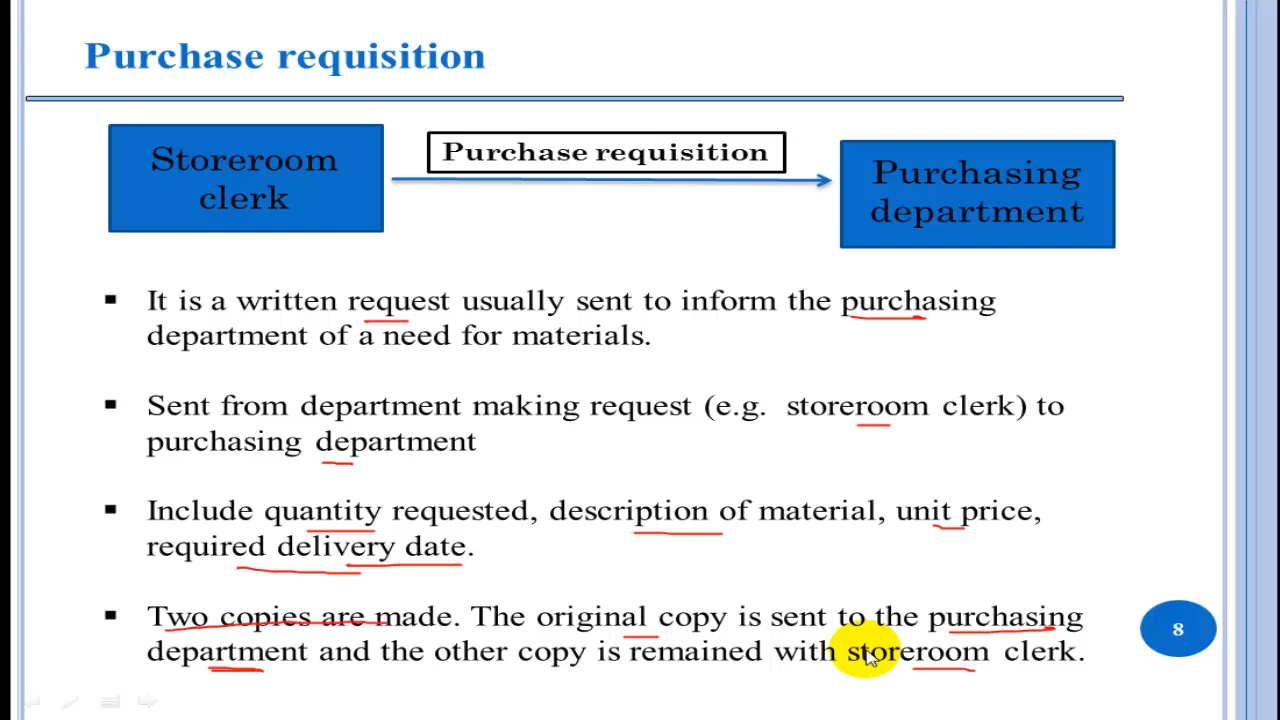 Purchase requisition
Storeroom
clerk
Purchase requisition
Purchasing
department
▪ It is a written request usually sent to inform the purchasing
department of a need for materials.
▪ Sent from department making request (e.g. storeroom clerk) to
purchasing department
▪ Include quantity requested, description of material, unit price,
required delivery date.
▪ Two copies are made. The original copy is sent to the purchasing
department and the other copy is remained with storeroom clerk.
8